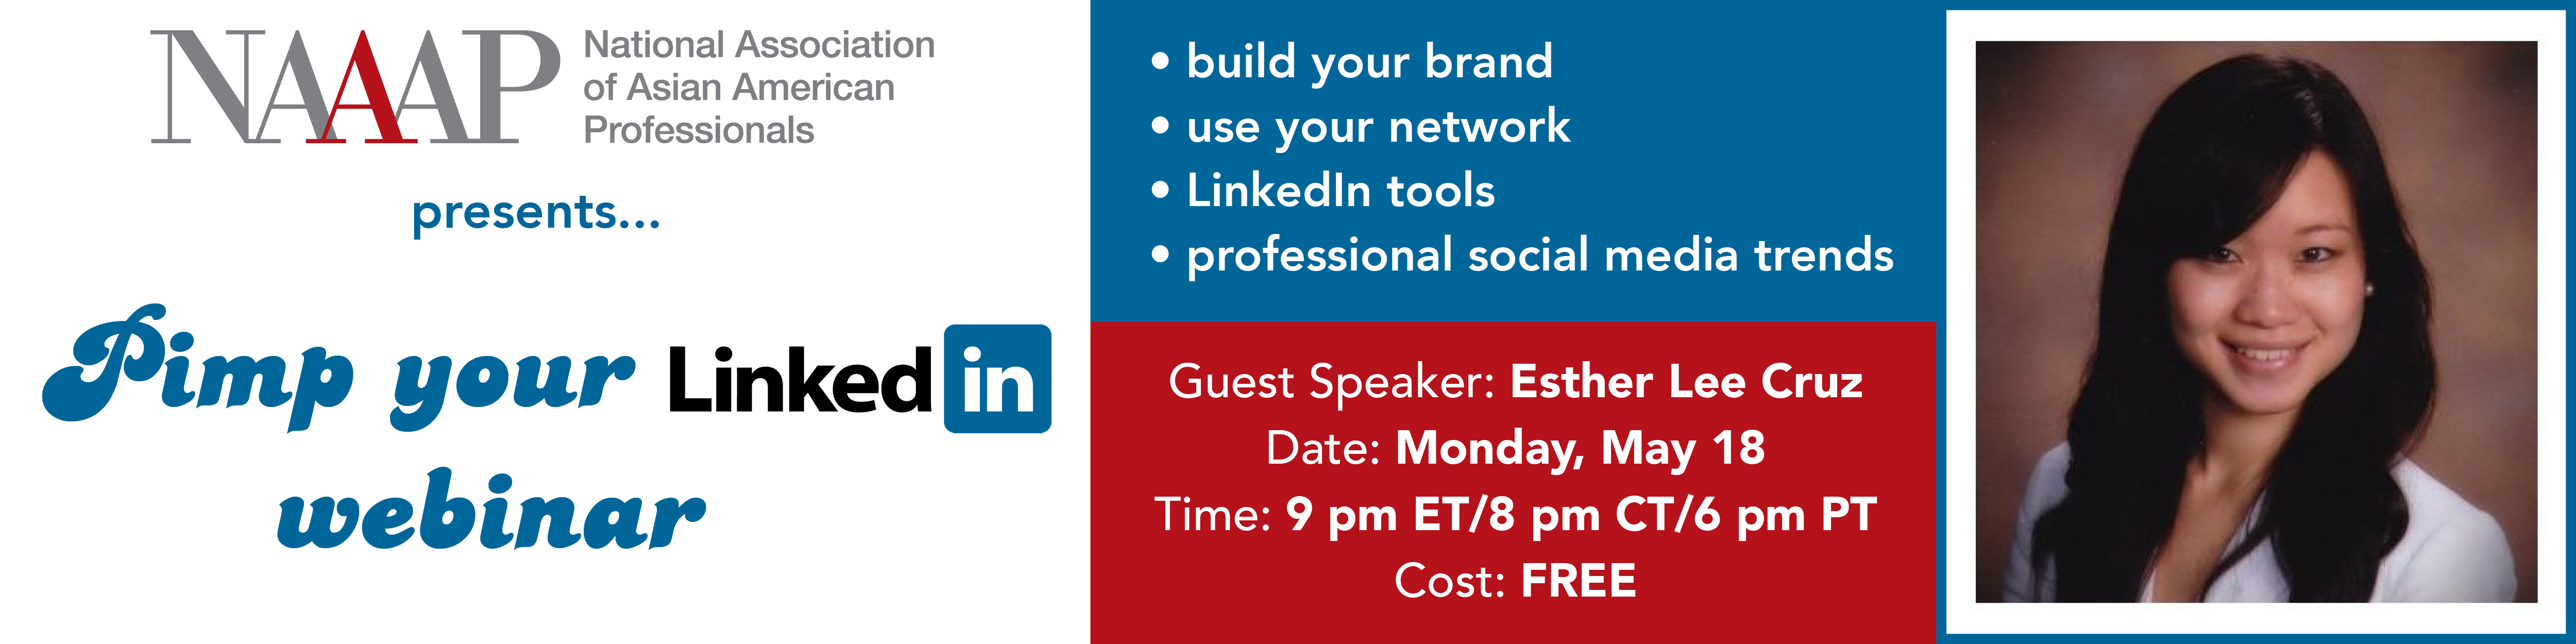 NAAAP
National Association
of Asian American
Professionals
presents...
Pimp your Linked in
webinar
• build your brand
• use your network
• LinkedIn tools
• professional social media trends
Guest Speaker: Esther Lee Cruz
Date: Monday, May 18
Time: 9 pm ET/8 pm CT/6 pm PT
Cost: FREE